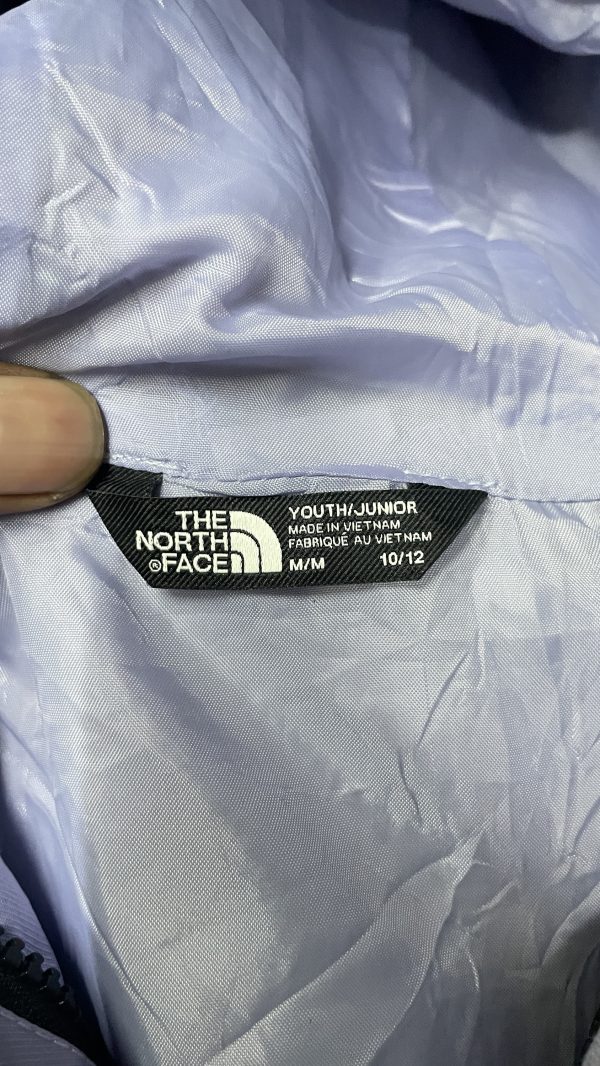 THE
NORTH
®FACE
YOUTH/JUNIOR
MADE IN VIETNAM
FABRIQUÉ AU VIETNAM
M/M 10/12